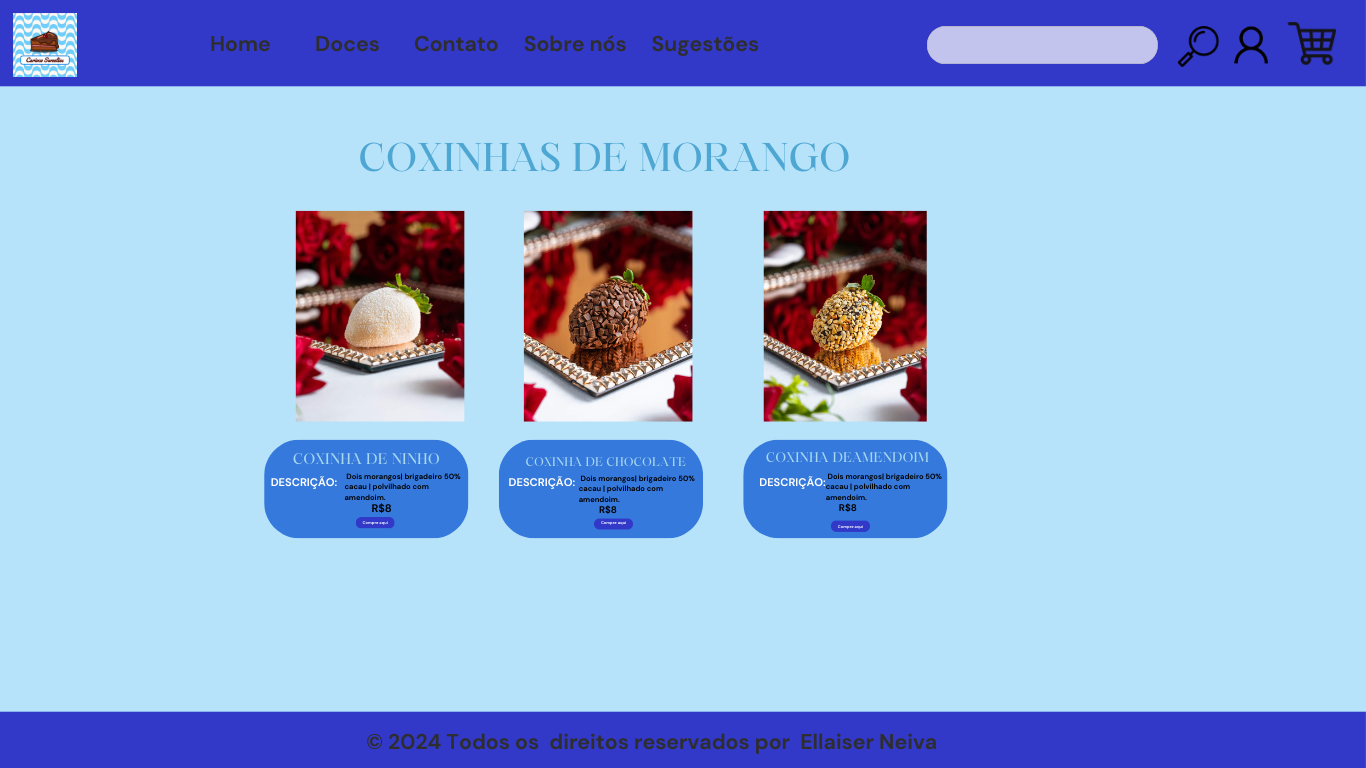 Carioca Sweeties
Home Doces Contato Sobre nós Sugestões
COXINHAS DE MORANGO
COXINHA DE NINHO
DESCRIÇÃO: Dois morangos| brigadeiro 50%
cacau | polvilhado com
amendoim.
R$8
Compre aqui
COXINHA DE CHOCOLATE
DESCRIÇÃO: Dois morangos| brigadeiro 50%
cacau | polvilhado com
amendoim.
R$8
Compre aqui
COXINHA DEAMENDOIM
DESCRIÇÃO: Dois morangos| brigadeiro 50%
cacau | polvilhado com
amendoim.
R$8
Compre aqui
© 2024 Todos os direitos reservados por Ellaiser Neiva